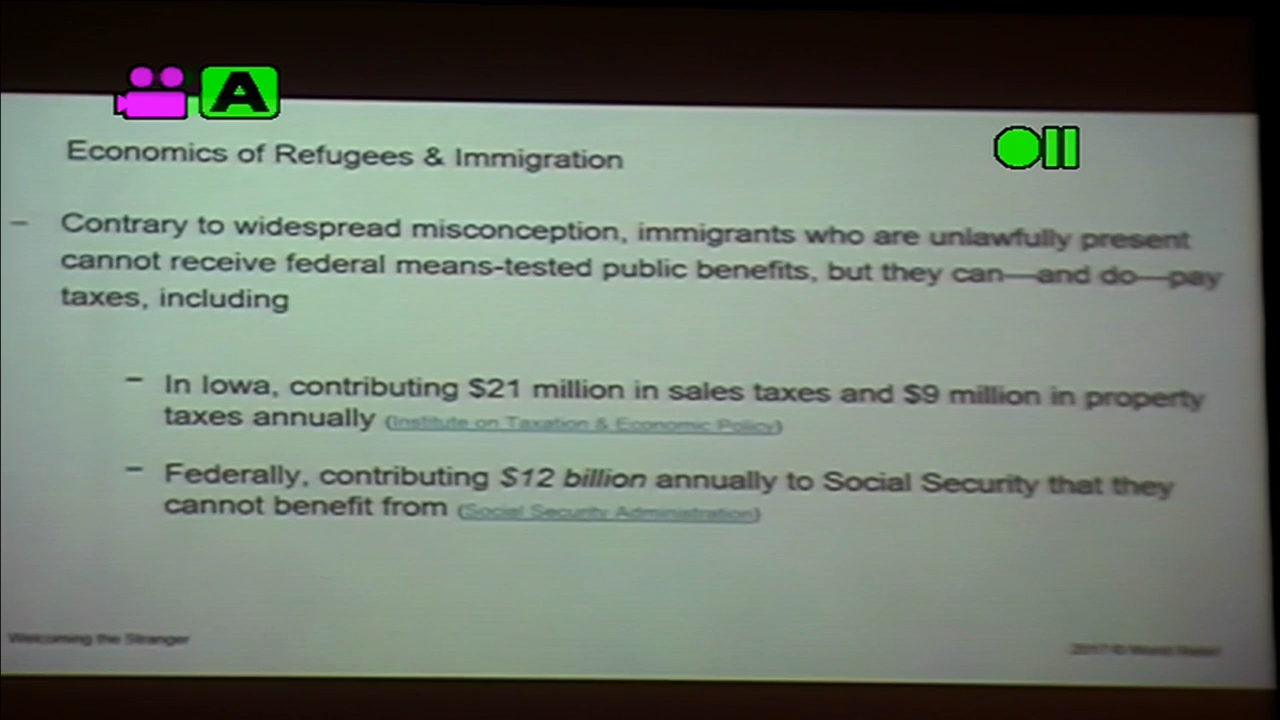 A
Economics of Refugees & Immigration
– Contrary to widespread misconception, immigrants who are unlawfully present
cannot receive federal means-tested public benefits, but they can—and do—pay
taxes, including
– In Iowa, contributing $21 million in sales taxes and $9 million in property
taxes annually (Institute on Taxation & Economic Policy)
– Federally, contributing $12 billion annually to Social Security that they
cannot benefit from (Social Security Administration)
Welcoming the Stranger
2017 © World Relief